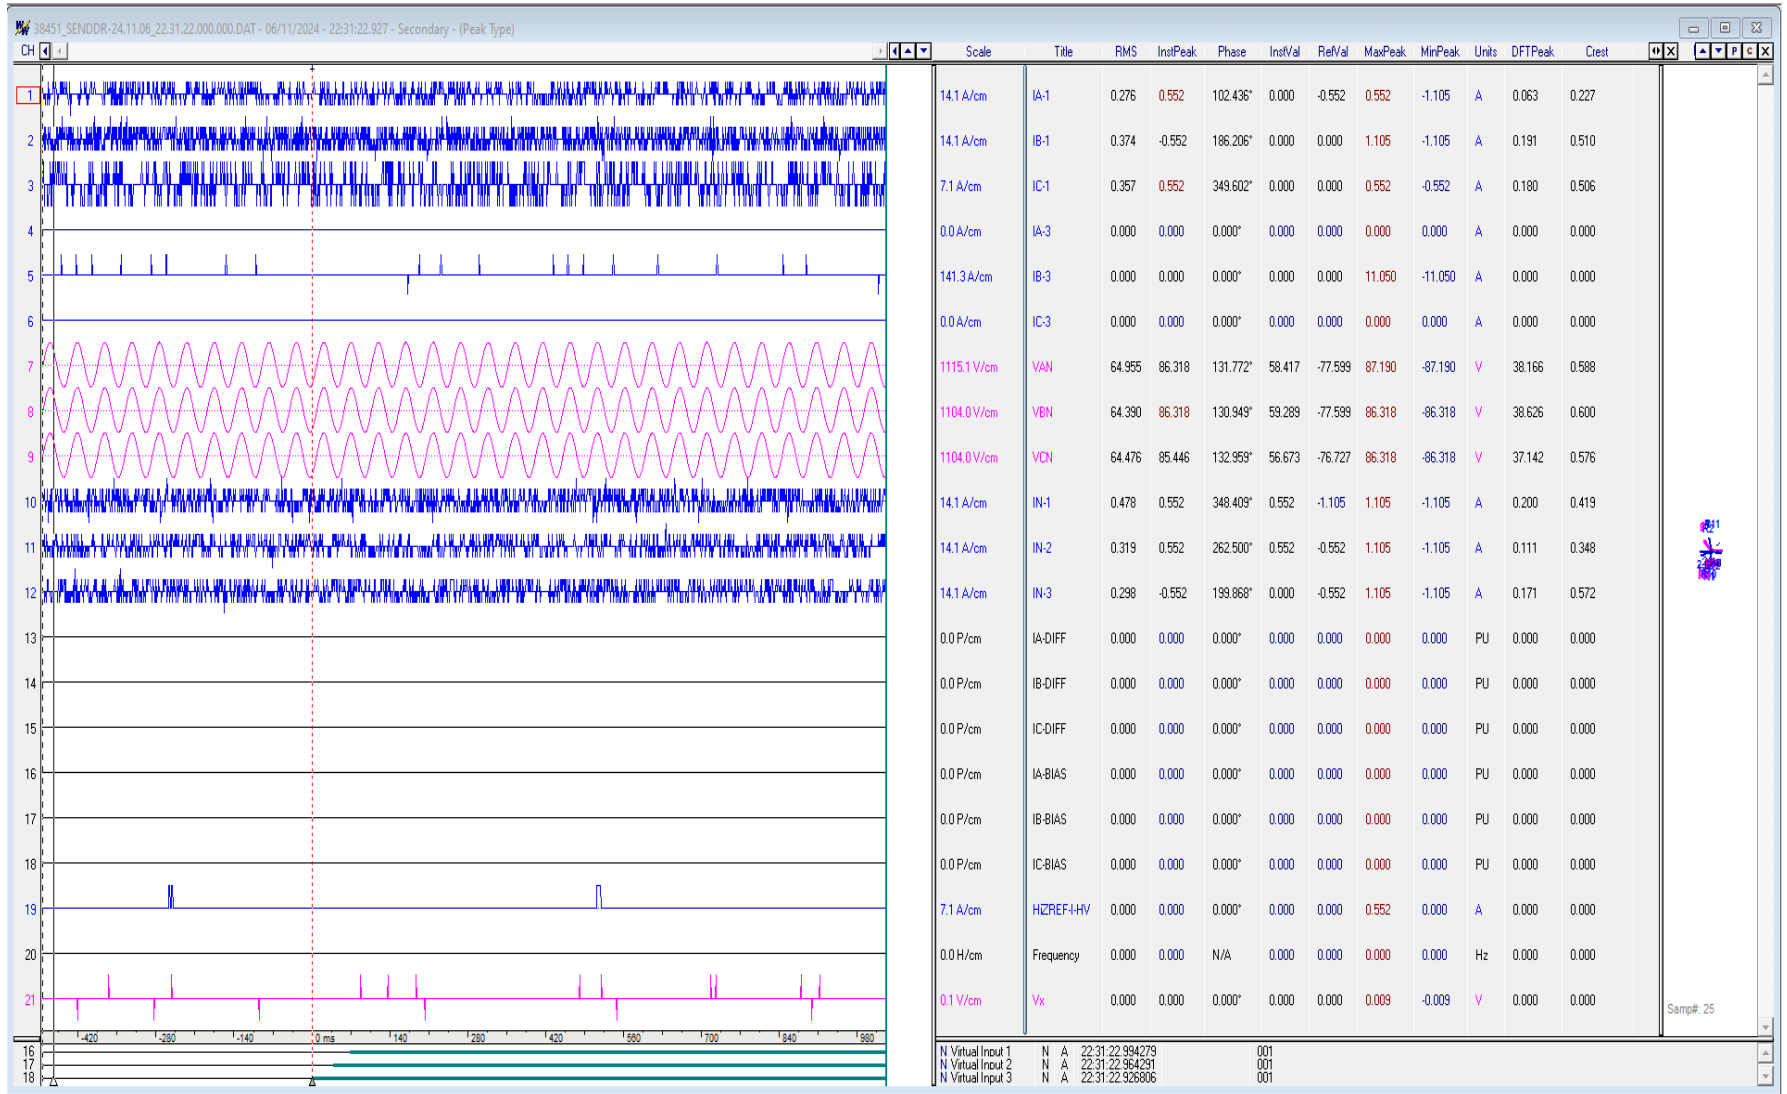 38451_SENDDR-24.11.06_22.31.22.000.000.DAT - 06/11/2024 - 22:31:22.927 - Secondary - (Peak Type)
CH Scale Title RMS InstPeak Phase InstVal RefVal MaxPeak MinPeak Units DFTPeak Crest P C X
1 14.1 A/cm IA-1 0.276 0.552 102.436° 0.000 -0.552 0.552 -1.105 A 0.063 0.227
2 14.1 A/cm IB-1 0.374 -0.552 186.206° 0.000 0.000 1.105 -1.105 A 0.191 0.510
3 7.1 A/cm IC-1 0.357 0.552 349.602° 0.000 0.000 0.552 -0.552 A 0.180 0.506
4 0.0 A/cm IA-3 0.000 0.000 0.000° 0.000 0.000 0.000 0.000 A 0.000 0.000
5 141.3 A/cm IB-3 0.000 0.000 0.000° 0.000 0.000 11.050 -11.050 A 0.000 0.000
6 0.0 A/cm IC-3 0.000 0.000 0.000° 0.000 0.000 0.000 0.000 A 0.000 0.000
7 1115.1 V/cm VAN 64.955 86.318 131.772° 58.417 -77.599 87.190 -87.190 V 38.166 0.588
8 1104.0 V/cm VBN 64.390 86.318 130.949° 59.289 -77.599 86.318 -86.318 V 38.626 0.600
9 1104.0 V/cm VCN 64.476 85.446 132.959° 56.673 -76.727 86.318 -86.318 V 37.142 0.576
10 14.1 A/cm IN-1 0.478 0.552 348.409° 0.552 -1.105 1.105 -1.105 A 0.200 0.419
11 14.1 A/cm IN-2 0.319 0.552 262.500° 0.552 -0.552 1.105 -1.105 A 0.111 0.348
12 14.1 A/cm IN-3 0.298 -0.552 199.868° 0.000 -0.552 1.105 -1.105 A 0.171 0.572
13 0.0 P/cm IA-DIFF 0.000 0.000 0.000° 0.000 0.000 0.000 0.000 PU 0.000 0.000
14 0.0 P/cm IB-DIFF 0.000 0.000 0.000° 0.000 0.000 0.000 0.000 PU 0.000 0.000
15 0.0 P/cm IC-DIFF 0.000 0.000 0.000° 0.000 0.000 0.000 0.000 PU 0.000 0.000
16 0.0 P/cm IA-BIAS 0.000 0.000 0.000° 0.000 0.000 0.000 0.000 PU 0.000 0.000
17 0.0 P/cm IB-BIAS 0.000 0.000 0.000° 0.000 0.000 0.000 0.000 PU 0.000 0.000
18 0.0 P/cm IC-BIAS 0.000 0.000 0.000° 0.000 0.000 0.000 0.000 PU 0.000 0.000
19 7.1 A/cm HiZREF-I-HV 0.000 0.000 0.000° 0.000 0.000 0.552 0.000 A 0.000 0.000
20 0.0 H/cm Frequency 0.000 0.000 N/A 0.000 0.000 0.000 0.000 Hz 0.000 0.000
21 0.1 V/cm Vx 0.000 0.000 0.000° 0.000 0.000 0.009 -0.009 V 0.000 0.000
Samp#: 25
-420 -280 -140 0 ms 140 280 420 560 700 840 980
16 N Virtual Input 1 N A 22:31:22.994279 001
17 N Virtual Input 2 N A 22:31:22.964291 001
18 N Virtual Input 3 N A 22:31:22.926806 001